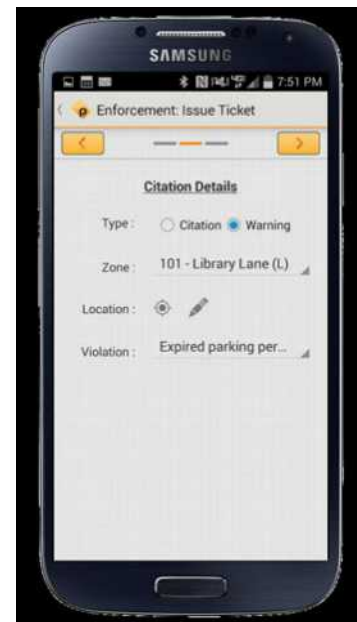 SAMSUNG
7:51 PM
Enforcement: Issue Ticket
Citation Details
Type : Citation Warning
Zone : 101 - Library Lane (L)
Location :
Violation : Expired parking per...